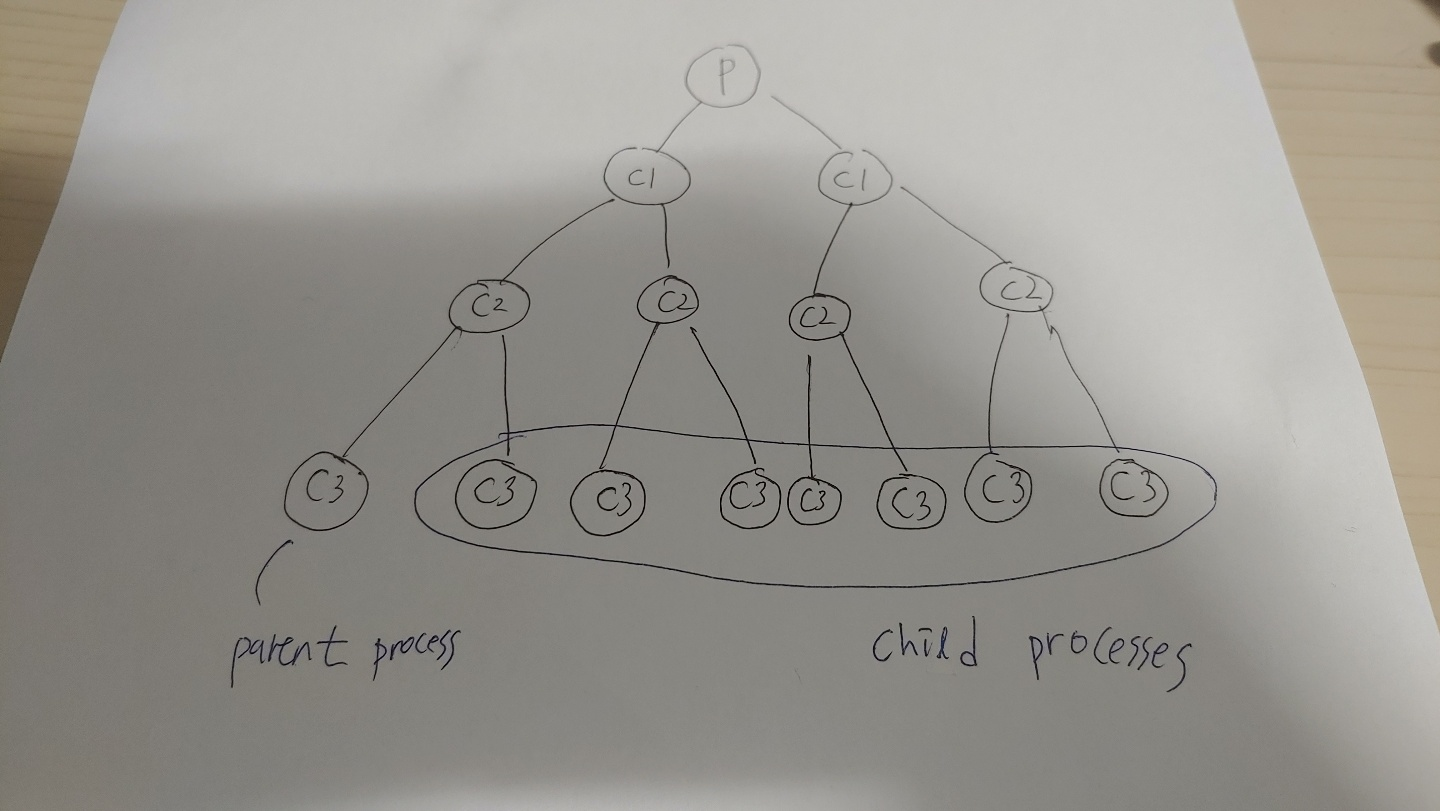 P
C1 C1
C2 C2 C2 C2
C3 C3 C3 C3 C3 C3 C3 C3
parent process
child processes